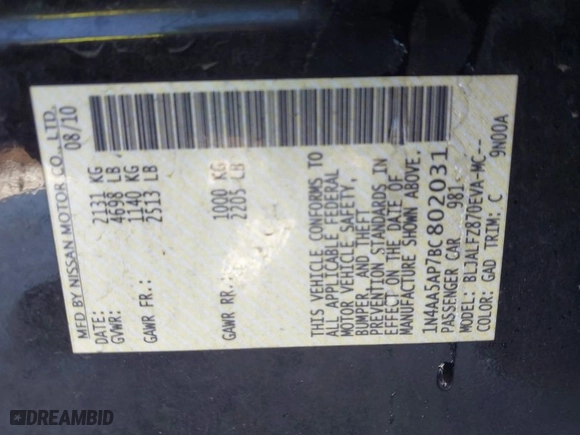 MFD BY NISSAN MOTOR CO., LTD.
DATE: 08/10
GVWR: 2131 KG
4698 LB
GAWR FR.: 1140 KG
2513 LB
GAWR RR.: 1000 KG
2205 LB
THIS VEHICLE CONFORMS TO
ALL APPLICABLE FEDERAL
MOTOR VEHICLE SAFETY,
BUMPER, AND THEFT
PREVENTION STANDARDS IN
EFFECT ON THE DATE OF
MANUFACTURE SHOWN ABOVE.
1N4AA5AP7BC802031
PASSENGER CAR 981
MODEL: BLJALFZ870EVA-MC--
COLOR: GAD TRIM: C 9N00A
DREAMBID